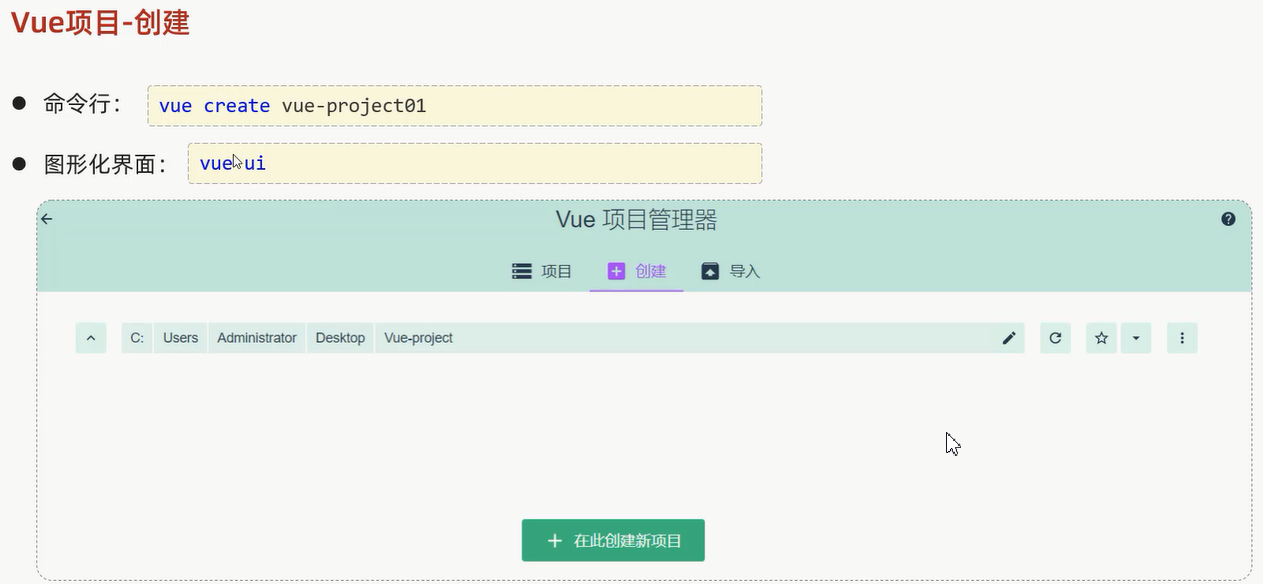 Vue项目-创建
命令行： vue create vue-project01
图形化界面： vue ui
Vue 项目管理器
项目 创建 导入
C: Users Administrator Desktop Vue-project
在此创建新项目